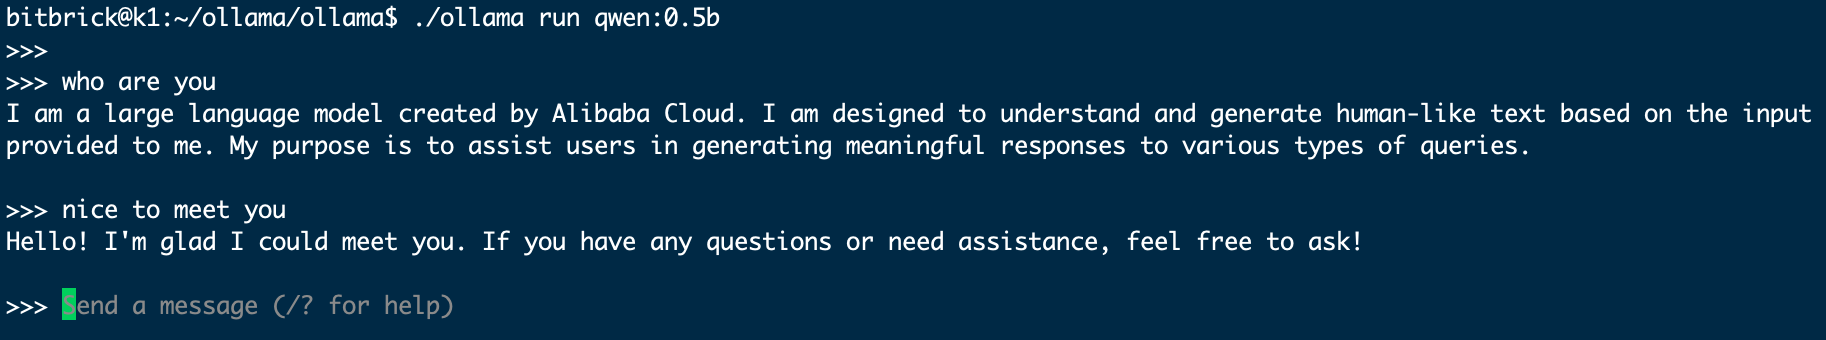 bitbrick@k1:~/ollama/ollama$ ./ollama run qwen:0.5b
>>>
>>> who are you
I am a large language model created by Alibaba Cloud. I am designed to understand and generate human-like text based on the input
provided to me. My purpose is to assist users in generating meaningful responses to various types of queries.
>>> nice to meet you
Hello! I'm glad I could meet you. If you have any questions or need assistance, feel free to ask!
>>> Send a message (/? for help)